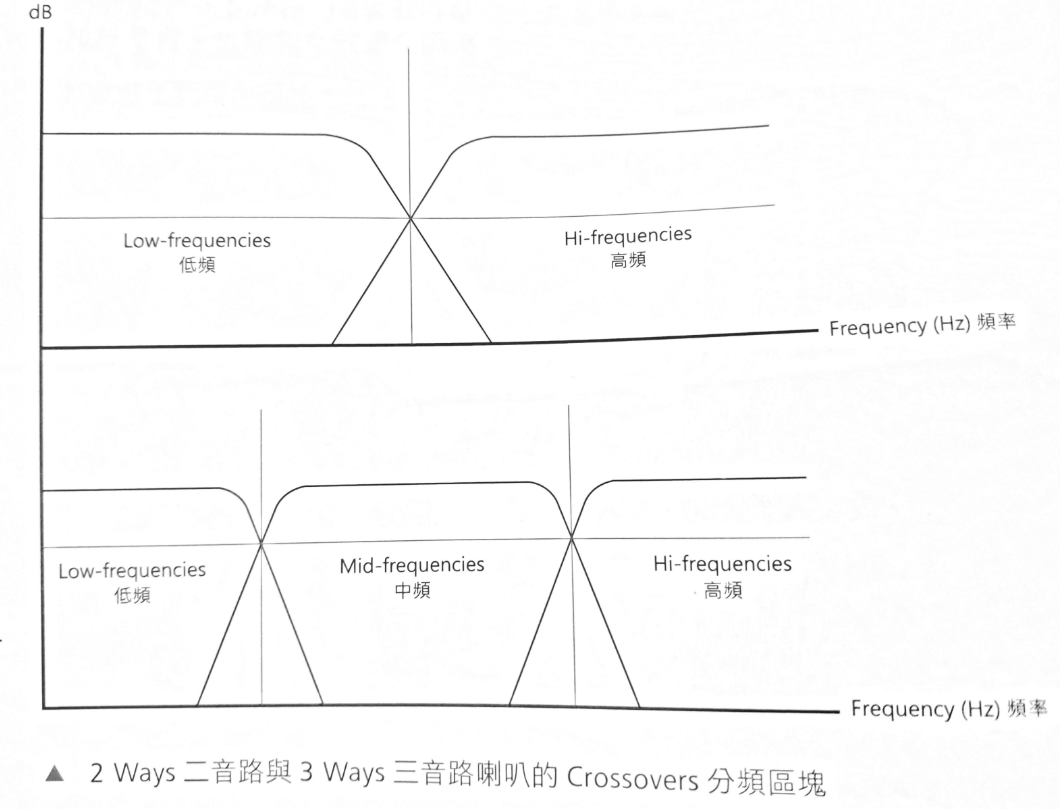 dB
Low-frequencies
低頻
Hi-frequencies
高頻
Frequency (Hz) 頻率
Low-frequencies
低頻
Mid-frequencies
中頻
Hi-frequencies
高頻
Frequency (Hz) 頻率
▲ 2 Ways 二音路與 3 Ways 三音路喇叭的 Crossovers 分頻區塊